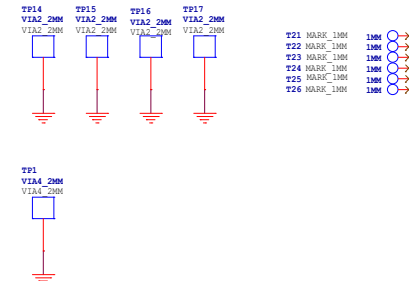 TP14
VIA2_2MM
VIA2_2MM
TP15
VIA2_2MM
VIA2_2MM
TP16
VIA2_2MM
VIA2_2MM
TP17
VIA2_2MM
VIA2_2MM
T21 MARK_1MM 1MM
T22 MARK_1MM 1MM
T23 MARK_1MM 1MM
T24 MARK_1MM 1MM
T25 MARK_1MM 1MM
T26 MARK_1MM 1MM
TP1
VIA4_2MM
VIA4_2MM